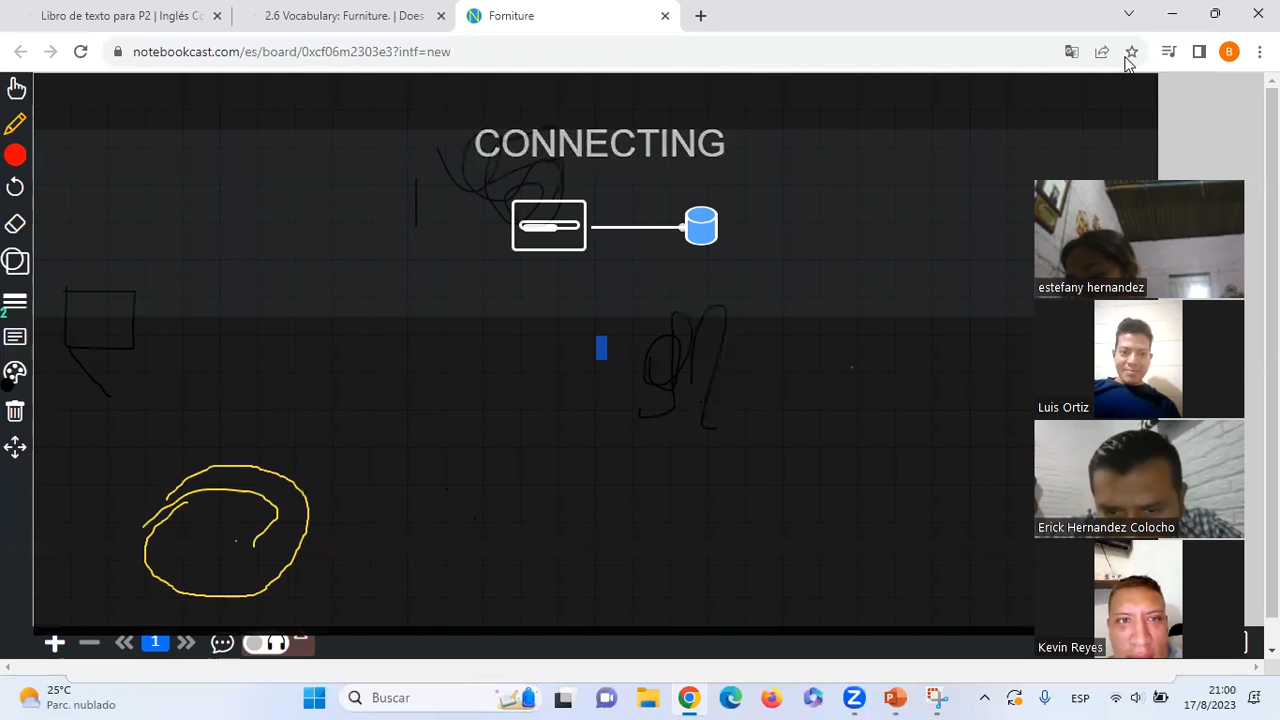 Libro de texto para P2 | Inglés Co
2.6 Vocabulary: Furniture. | Does
Forniture
notebookcast.com/es/board/0xcf06m2303e3?intf=new
B
CONNECTING
2
estefany hernandez
Luis Ortiz
Erick Hernandez Colocho
Kevin Reyes
1
25°C
Parc. nublado
Buscar
ESP
21:00
17/8/2023